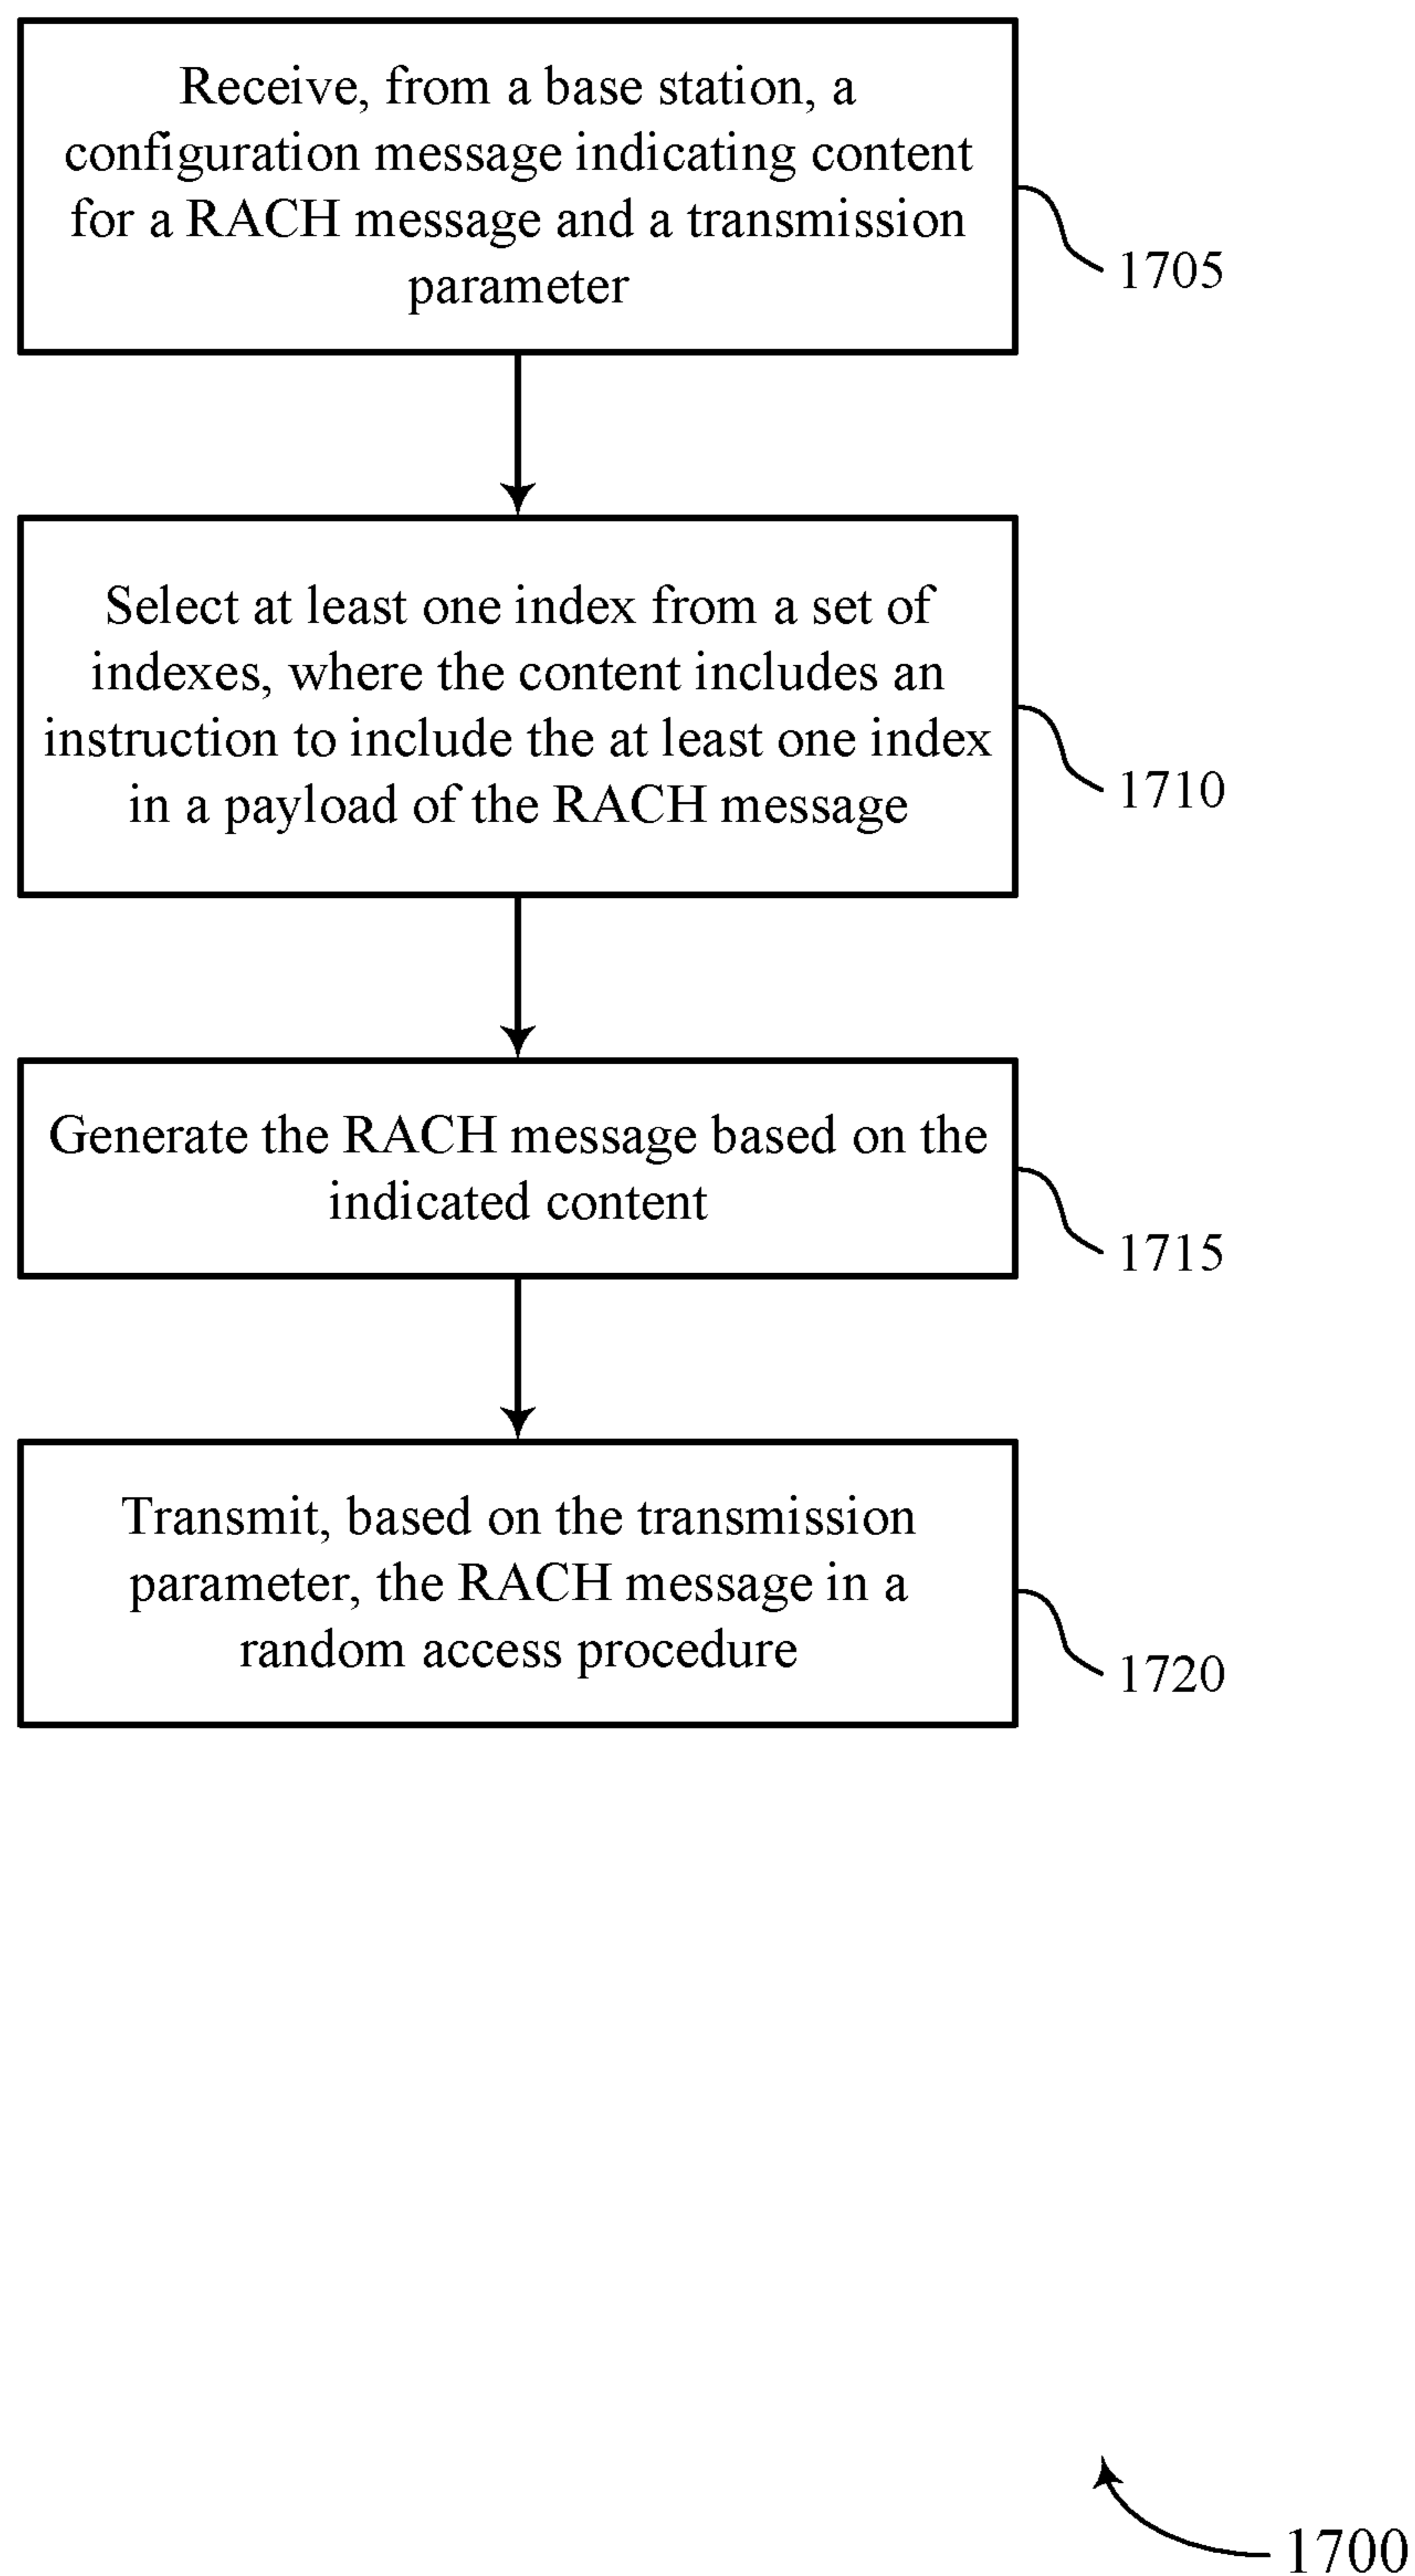 Receive, from a base station, a
configuration message indicating content
for a RACH message and a transmission
parameter
1705
Select at least one index from a set of
indexes, where the content includes an
instruction to include the at least one index
in a payload of the RACH message
1710
Generate the RACH message based on the
indicated content
1715
Transmit, based on the transmission
parameter, the RACH message in a
random access procedure
1720
1700